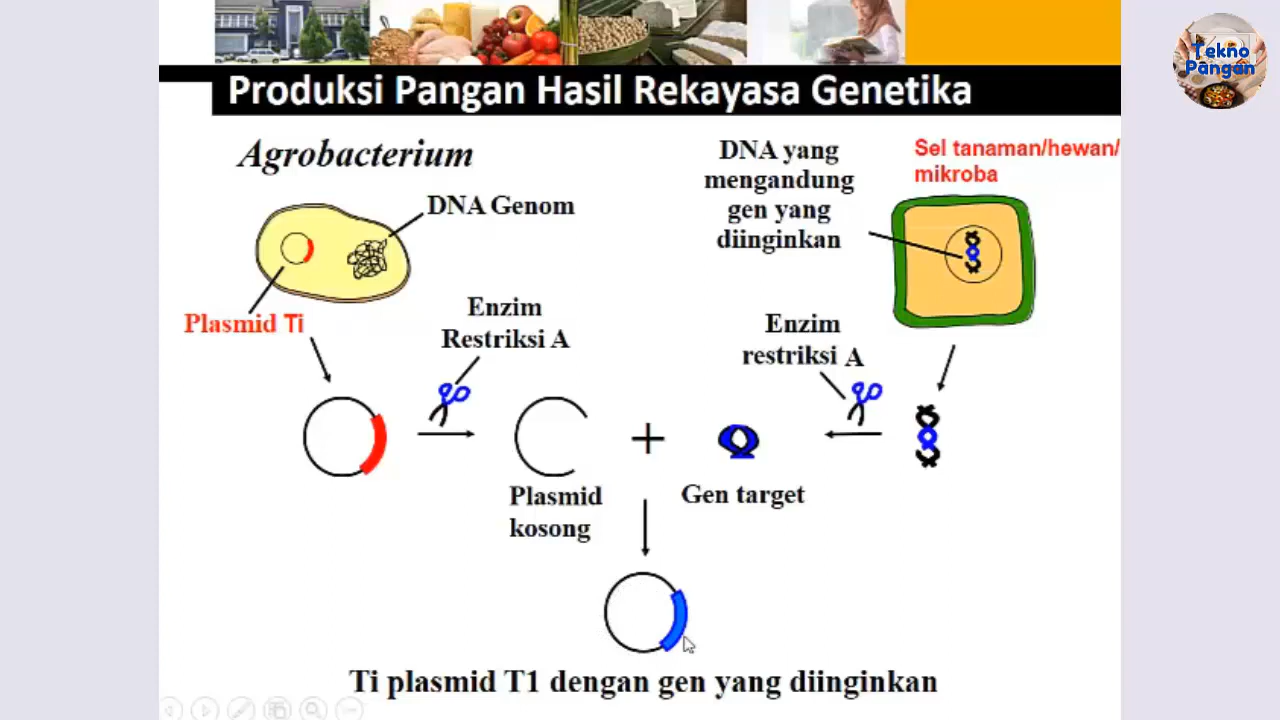 Tekno
Pangan
Produksi Pangan Hasil Rekayasa Genetika
Agrobacterium
DNA Genom
Plasmid Ti
DNA yang
mengandung
gen yang
diinginkan
Sel tanaman/hewan/
mikroba
Enzim
Restriksi A
Enzim
restriksi A
+
Plasmid
kosong
Gen target
Ti plasmid T1 dengan gen yang diinginkan